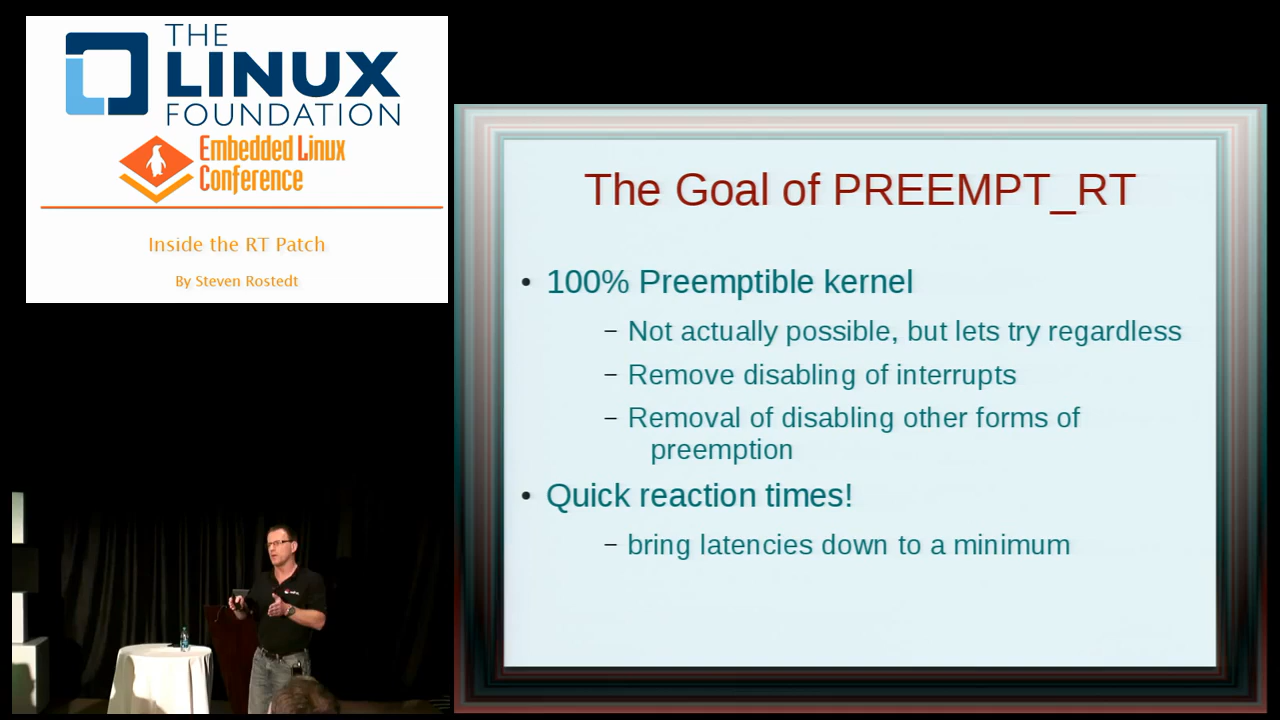 THE
LINUX
FOUNDATION
Embedded Linux
Conference
Inside the RT Patch
By Steven Rostedt
The Goal of PREEMPT_RT
• 100% Preemptible kernel
– Not actually possible, but lets try regardless
– Remove disabling of interrupts
– Removal of disabling other forms of
preemption
• Quick reaction times!
– bring latencies down to a minimum